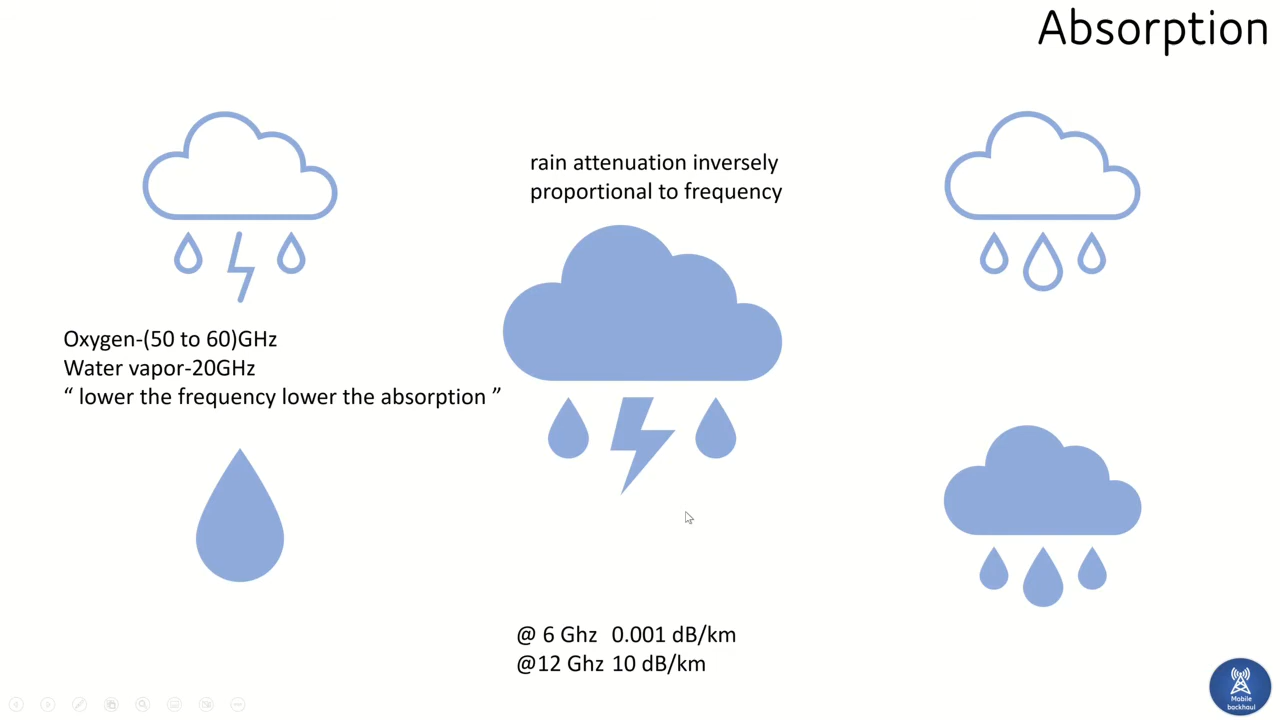 Absorption
rain attenuation inversely
proportional to frequency
Oxygen-(50 to 60)GHz
Water vapor-20GHz
“ lower the frequency lower the absorption ”
@ 6 Ghz 0.001 dB/km
@12 Ghz 10 dB/km
Mobile
backhaul